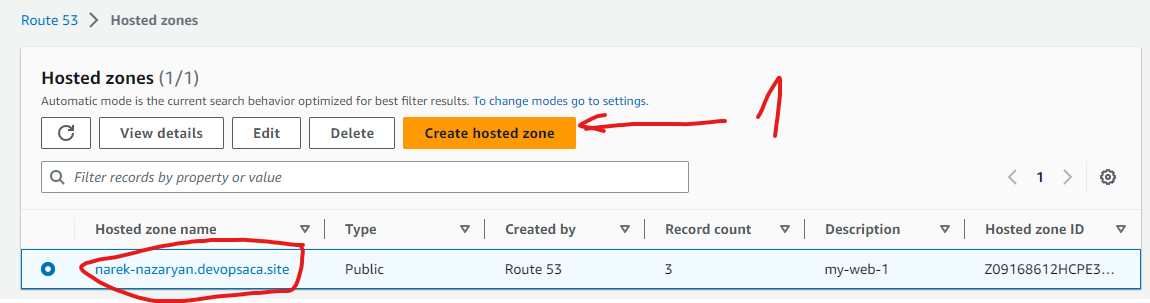 Route 53 > Hosted zones
1
Hosted zones (1/1)
Automatic mode is the current search behavior optimized for best filter results. To change modes go to settings.
View details Edit Delete Create hosted zone
Filter records by property or value
< 1 >
Hosted zone name Type Created by Record count Description Hosted zone ID
narek-nazaryan.devopsaca.site Public Route 53 3 my-web-1 Z09168612HCPE3...